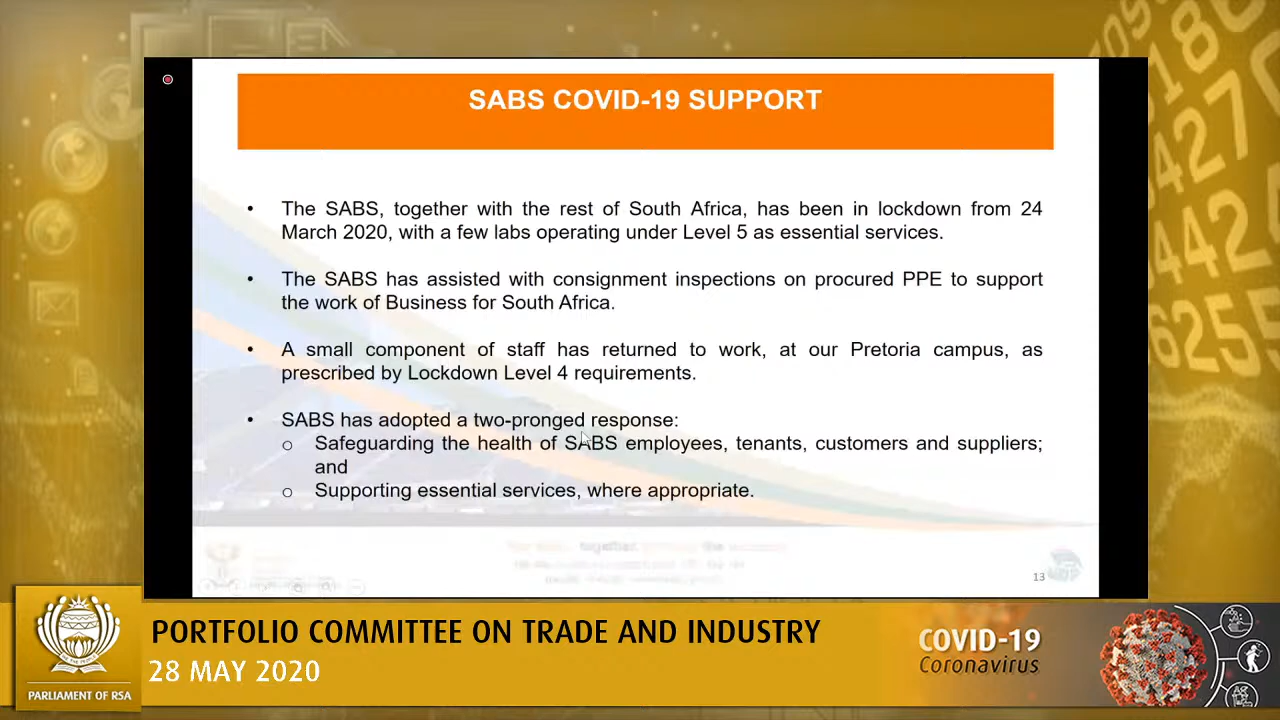 SABS COVID-19 SUPPORT
• The SABS, together with the rest of South Africa, has been in lockdown from 24
March 2020, with a few labs operating under Level 5 as essential services.
• The SABS has assisted with consignment inspections on procured PPE to support
the work of Business for South Africa.
• A small component of staff has returned to work, at our Pretoria campus, as
prescribed by Lockdown Level 4 requirements.
• SABS has adopted a two-pronged response:
o Safeguarding the health of SABS employees, tenants, customers and suppliers;
and
o Supporting essential services, where appropriate.
13
PORTFOLIO COMMITTEE ON TRADE AND INDUSTRY
28 MAY 2020
PARLIAMENT OF RSA
COVID-19
Coronavirus